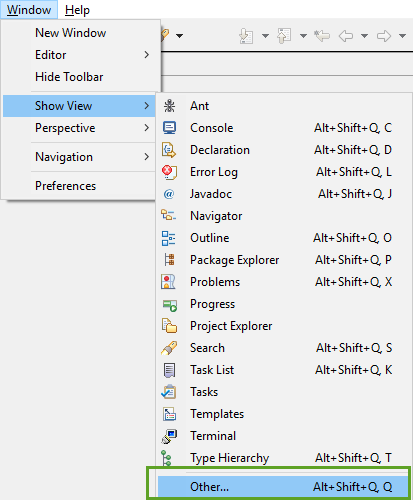 Window Help
New Window
Editor
Hide Toolbar
Show View
Perspective
Navigation
Preferences
Ant
Console Alt+Shift+Q, C
Declaration Alt+Shift+Q, D
Error Log Alt+Shift+Q, L
Javadoc Alt+Shift+Q, J
Navigator
Outline Alt+Shift+Q, O
Package Explorer Alt+Shift+Q, P
Problems Alt+Shift+Q, X
Progress
Project Explorer
Search Alt+Shift+Q, S
Task List Alt+Shift+Q, K
Tasks
Templates
Terminal
Type Hierarchy Alt+Shift+Q, T
Other... Alt+Shift+Q, Q